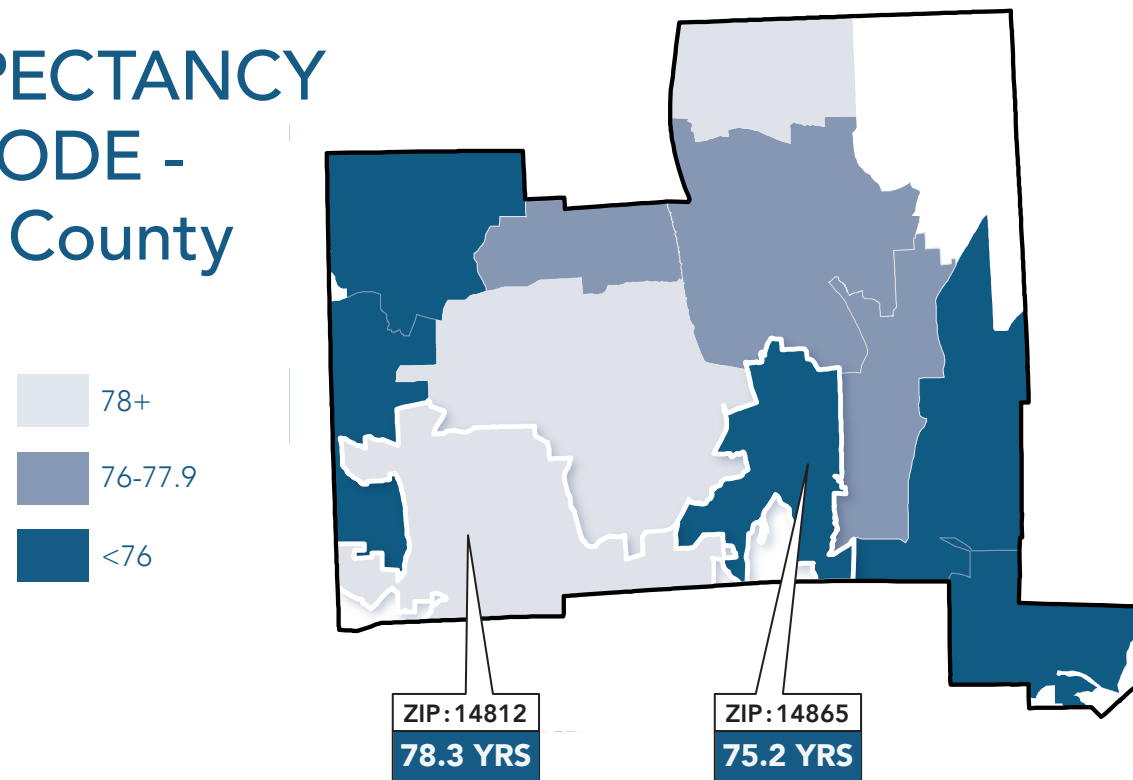 PECTANCY
ODE -
County
78+
76-77.9
<76
ZIP:14812
78.3 YRS
ZIP:14865
75.2 YRS